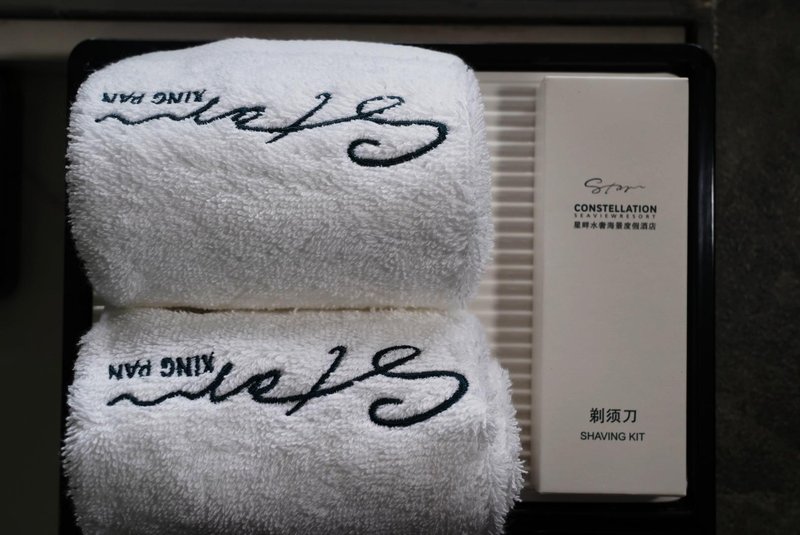 XING PAN
Star
XING PAN
Star
Star
CONSTELLATION
SEAVIEWRESORT
星畔水奢海景度假酒店
剃须刀
SHAVING KIT